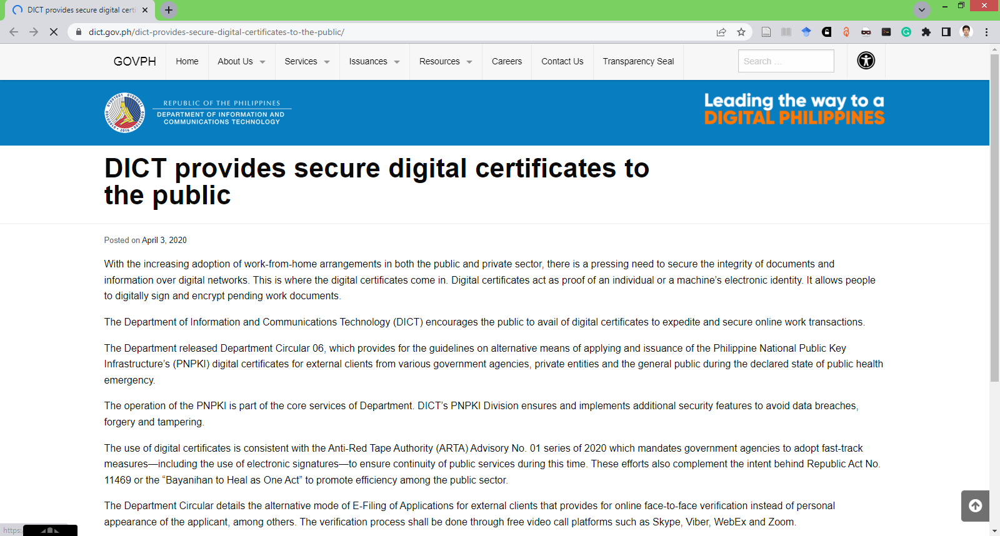 DICT provides secure digital certi
dict.gov.ph/dict-provides-secure-digital-certificates-to-the-public/
GOVPH Home About Us Services Issuances Resources Careers Contact Us Transparency Seal Search ...
REPUBLIC OF THE PHILIPPINES
DEPARTMENT OF INFORMATION AND
COMMUNICATIONS TECHNOLOGY
2016
Leading the way to a
DIGITAL PHILIPPINES
DICT provides secure digital certificates to
the public
Posted on April 3, 2020
With the increasing adoption of work-from-home arrangements in both the public and private sector, there is a pressing need to secure the integrity of documents and
information over digital networks. This is where the digital certificates come in. Digital certificates act as proof of an individual or a machine’s electronic identity. It allows people
to digitally sign and encrypt pending work documents.
The Department of Information and Communications Technology (DICT) encourages the public to avail of digital certificates to expedite and secure online work transactions.
The Department released Department Circular 06, which provides for the guidelines on alternative means of applying and issuance of the Philippine National Public Key
Infrastructure’s (PNPKI) digital certificates for external clients from various government agencies, private entities and the general public during the declared state of public health
emergency.
The operation of the PNPKI is part of the core services of Department. DICT’s PNPKI Division ensures and implements additional security features to avoid data breaches,
forgery and tampering.
The use of digital certificates is consistent with the Anti-Red Tape Authority (ARTA) Advisory No. 01 series of 2020 which mandates government agencies to adopt fast-track
measures—including the use of electronic signatures—to ensure continuity of public services during this time. These efforts also complement the intent behind Republic Act No.
11469 or the “Bayanihan to Heal as One Act” to promote efficiency among the public sector.
The Department Circular details the alternative mode of E-Filing of Applications for external clients that provides for online face-to-face verification instead of personal
appearance of the applicant, among others. The verification process shall be done through free video call platforms such as Skype, Viber, WebEx and Zoom.
https: